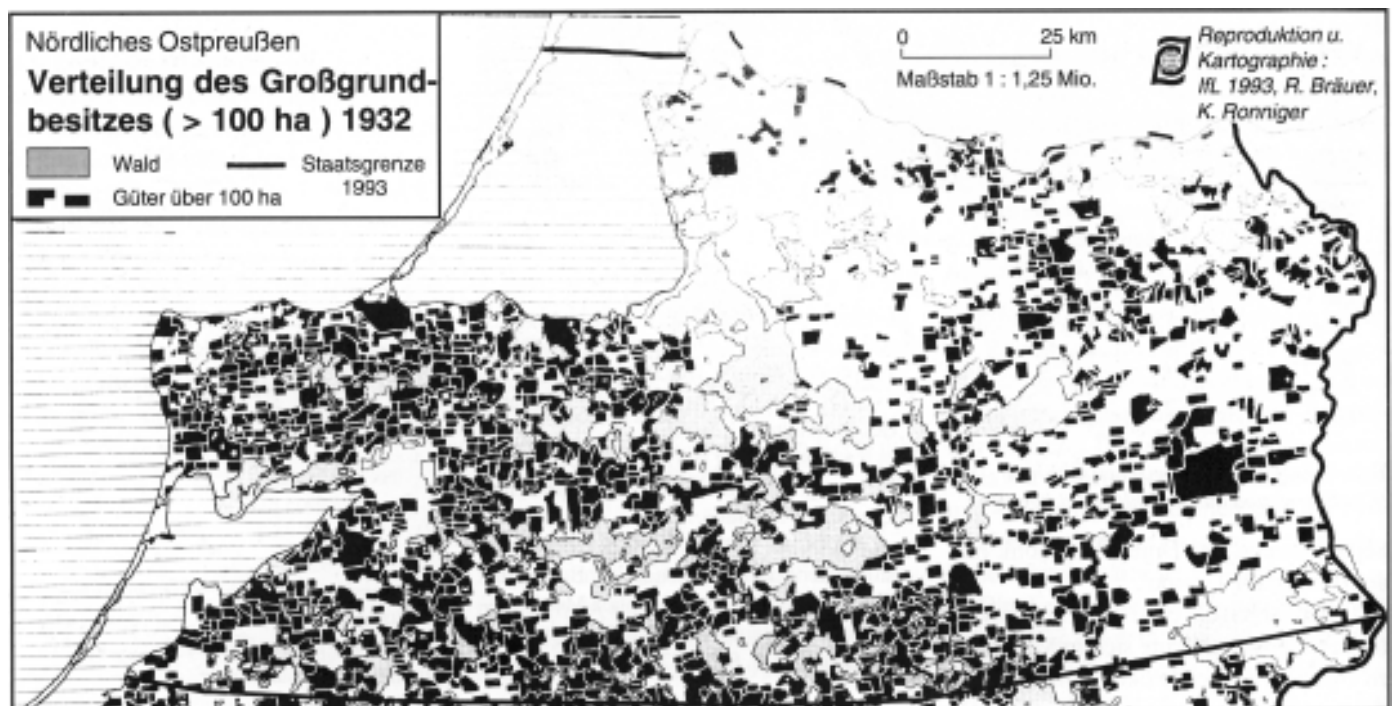 Nördliches Ostpreußen
Verteilung des Großgrund-
besitzes ( > 100 ha ) 1932
Wald
Staatsgrenze
1993
Güter über 100 ha
0 25 km
Maßstab 1 : 1,25 Mio.
Reproduktion u.
Kartographie :
IfL 1993, R. Bräuer,
K. Ronniger